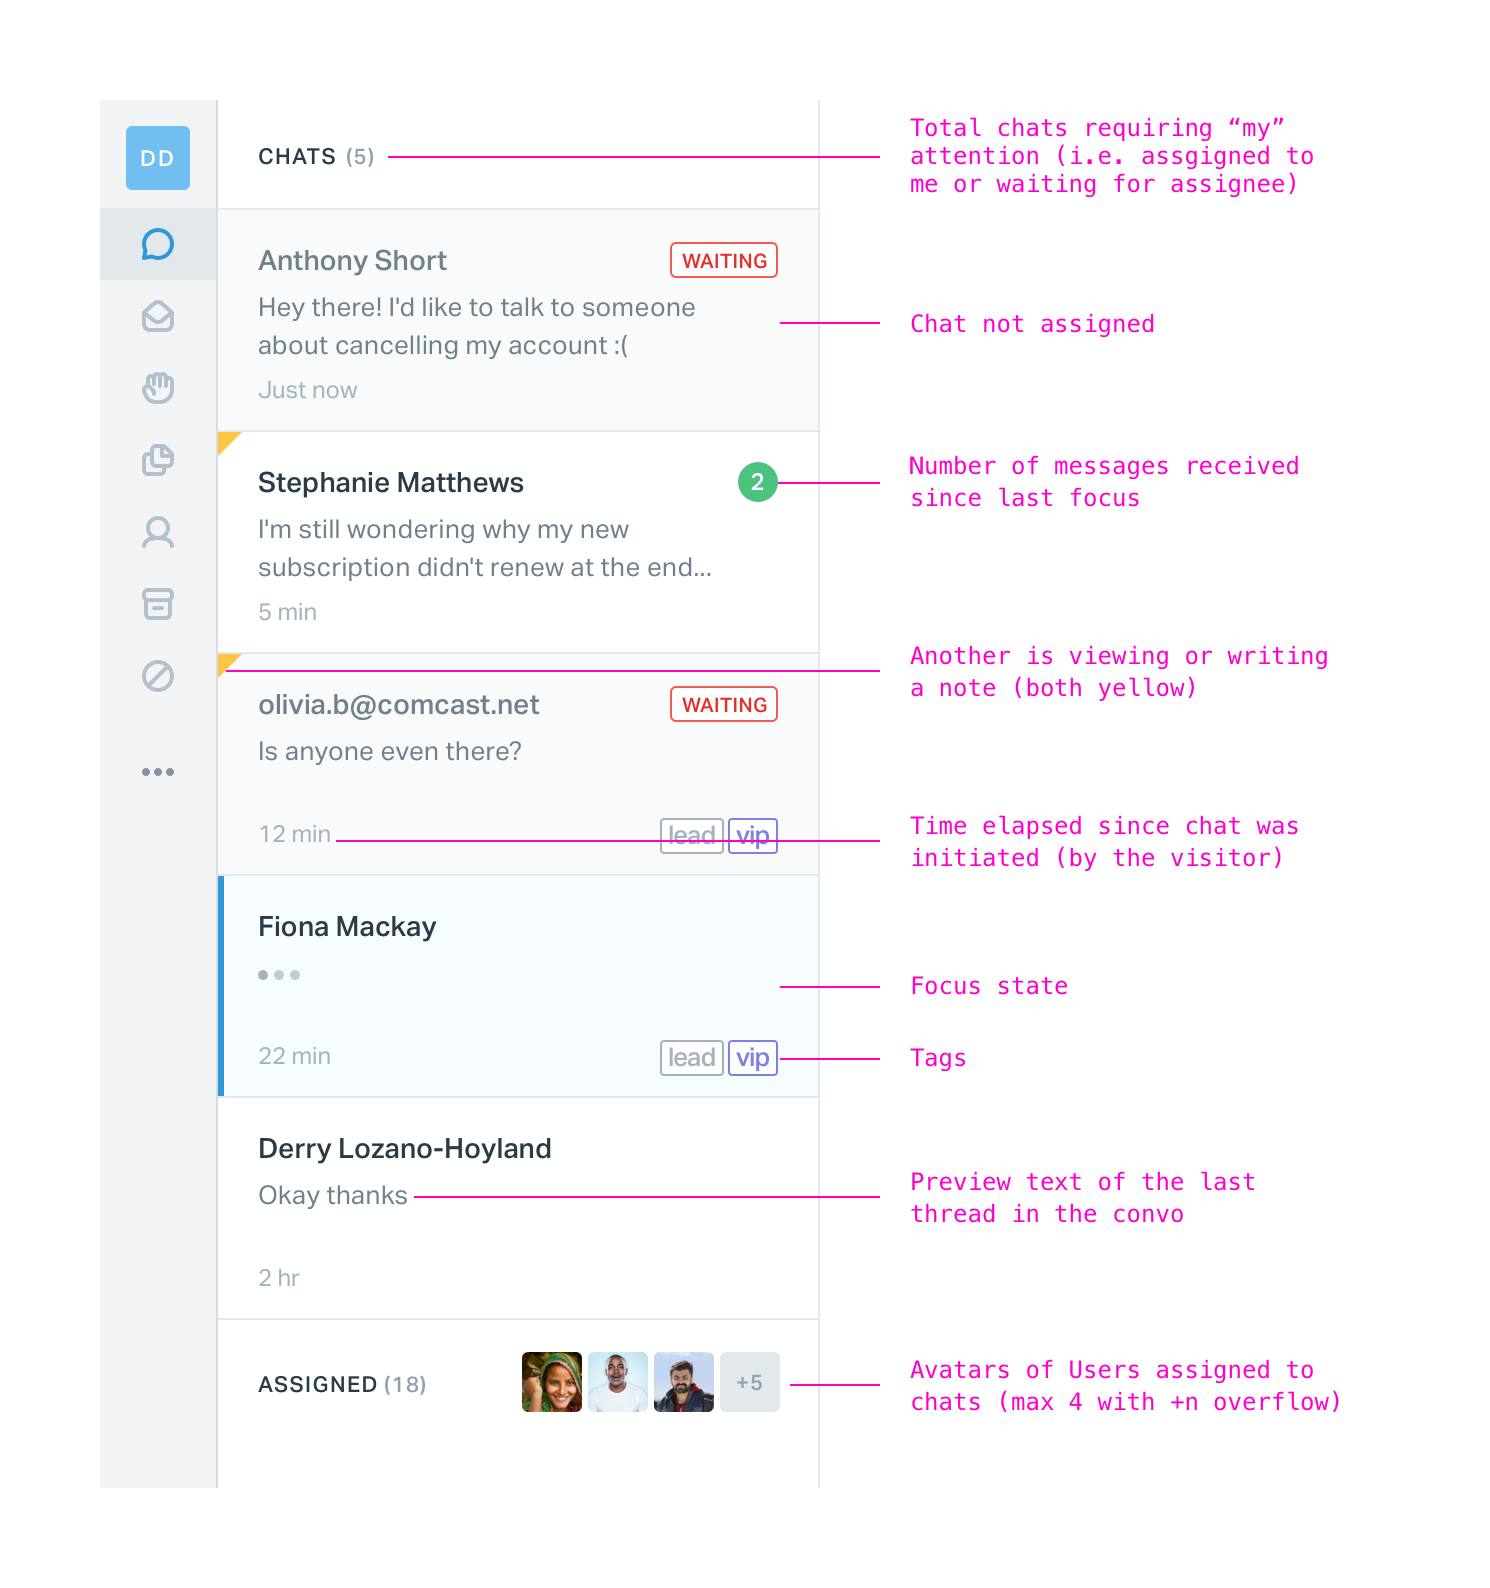 DD
CHATS (5)
Total chats requiring “my”
attention (i.e. assgigned to
me or waiting for assignee)
Anthony Short
WAITING
Hey there! I'd like to talk to someone
about cancelling my account :(
Just now
Chat not assigned
Stephanie Matthews
2
I'm still wondering why my new
subscription didn't renew at the end...
5 min
Number of messages received
since last focus
Another is viewing or writing
a note (both yellow)
olivia.b@comcast.net
WAITING
Is anyone even there?
12 min
lead
vip
Time elapsed since chat was
initiated (by the visitor)
Fiona Mackay
22 min
lead
vip
Focus state
Tags
Derry Lozano-Hoyland
Okay thanks
2 hr
Preview text of the last
thread in the convo
ASSIGNED (18)
+5
Avatars of Users assigned to
chats (max 4 with +n overflow)